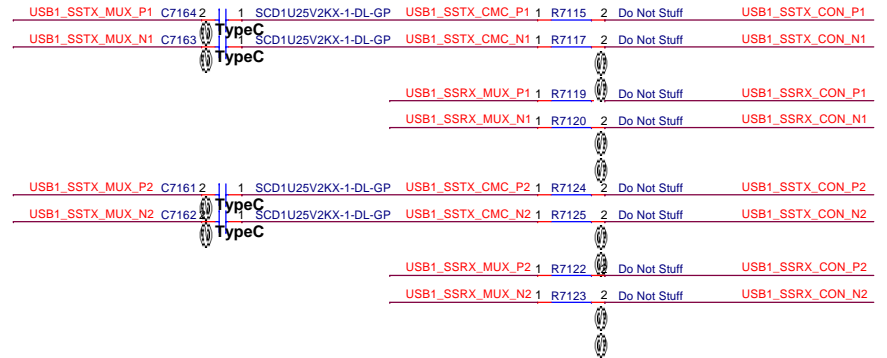 USB1_SSTX_MUX_P1 C7164 2 1 SCD1U25V2KX-1-DL-GP USB1_SSTX_CMC_P1 1 R7115 2 Do Not Stuff USB1_SSTX_CON_P1
TypeC
USB1_SSTX_MUX_N1 C7163 1 SCD1U25V2KX-1-DL-GP USB1_SSTX_CMC_N1 1 R7117 2 Do Not Stuff USB1_SSTX_CON_N1
TypeC
USB1_SSRX_MUX_P1 1 R7119 Do Not Stuff USB1_SSRX_CON_P1
USB1_SSRX_MUX_N1 1 R7120 2 Do Not Stuff USB1_SSRX_CON_N1
USB1_SSTX_MUX_P2 C7161 2 1 SCD1U25V2KX-1-DL-GP USB1_SSTX_CMC_P2 1 R7124 2 Do Not Stuff USB1_SSTX_CON_P2
TypeC
USB1_SSTX_MUX_N2 C7162 2 1 SCD1U25V2KX-1-DL-GP USB1_SSTX_CMC_N2 1 R7125 2 Do Not Stuff USB1_SSTX_CON_N2
TypeC
USB1_SSRX_MUX_P2 1 R7122 2 Do Not Stuff USB1_SSRX_CON_P2
USB1_SSRX_MUX_N2 1 R7123 2 Do Not Stuff USB1_SSRX_CON_N2